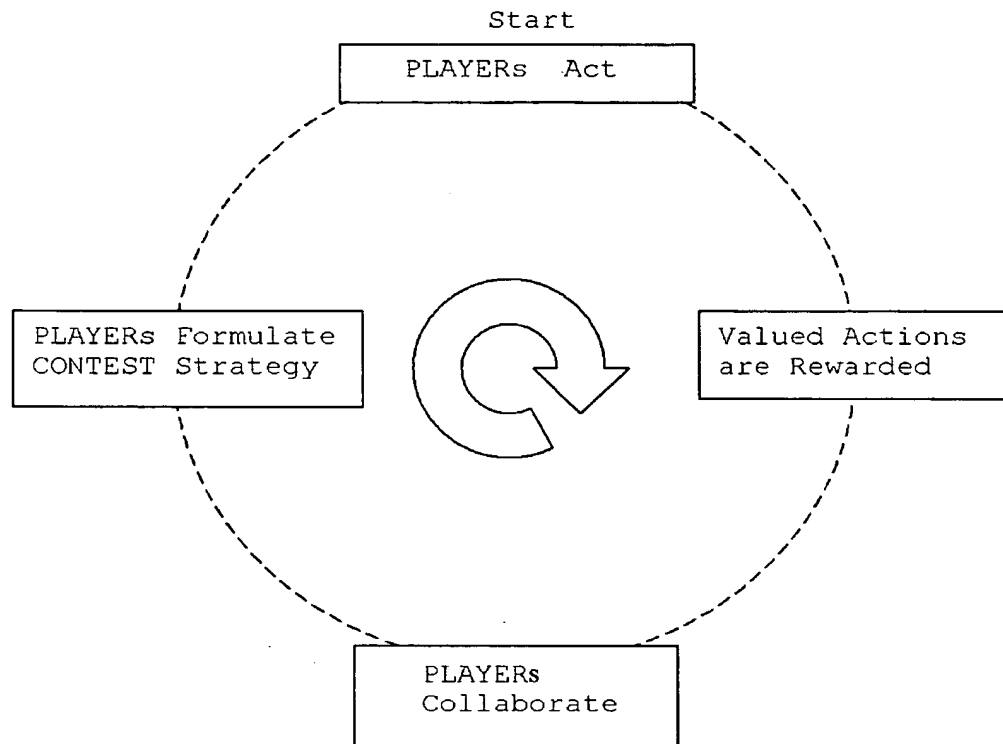 Start
PLAYERs Act
PLAYERs Formulate
CONTEST Strategy
Valued Actions
are Rewarded
PLAYERs
Collaborate